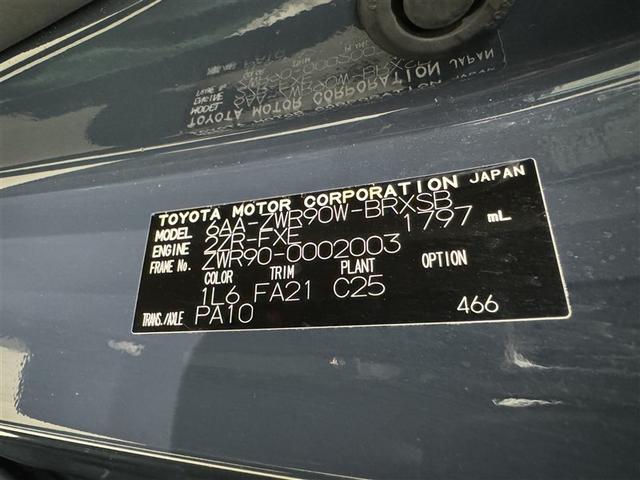 TOYOTA MOTOR CORPORATION JAPAN
MODEL 6AA-ZWR90W-BRXSB
ENGINE 2ZR-FXE 1797 mL
FRAME No. ZWR90-0002003
COLOR TRIM PLANT OPTION
1L6 FA21 C25
TRANS./AXLE PA10 466